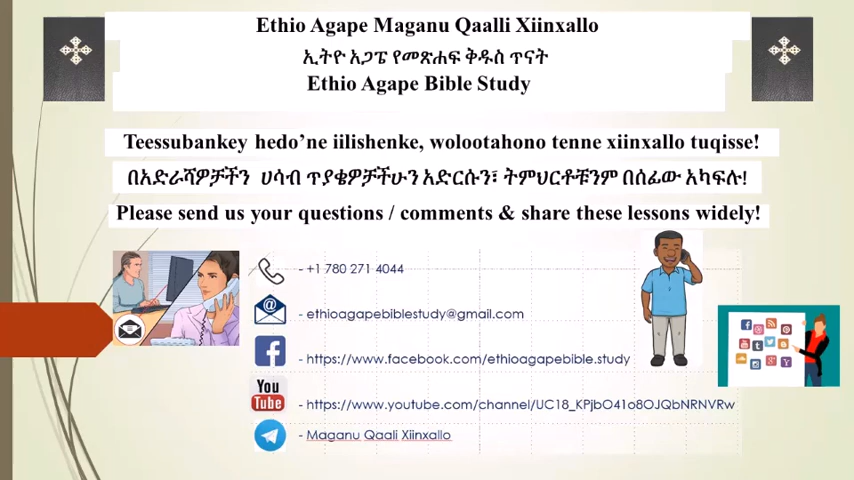 Ethio Agape Maganu Qaalli Xiinxallo
ኢትዮ አጋፔ የመጽሐፍ ቅዱስ ጥናት
Ethio Agape Bible Study
Teessubankey hedo’ne iilishenke, wolootahono tenne xiinxallo tuqisse!
በአድራሻዎቻችን ሀሳብ ጥያቄዎቻችሁን አድርሱን፣ ትምህርቶቹንም በሰፊው አካፍሉ!
Please send us your questions / comments & share these lessons widely!
- +1 780 271 4044
@
- ethioagapebiblestudy@gmail.com
- https://www.facebook.com/ethioagapebible.study
You
Tube
- https://www.youtube.com/channel/UC18_KPjbO41o8OJQbNRNVRw
- Maganu Qaali Xiinxallo